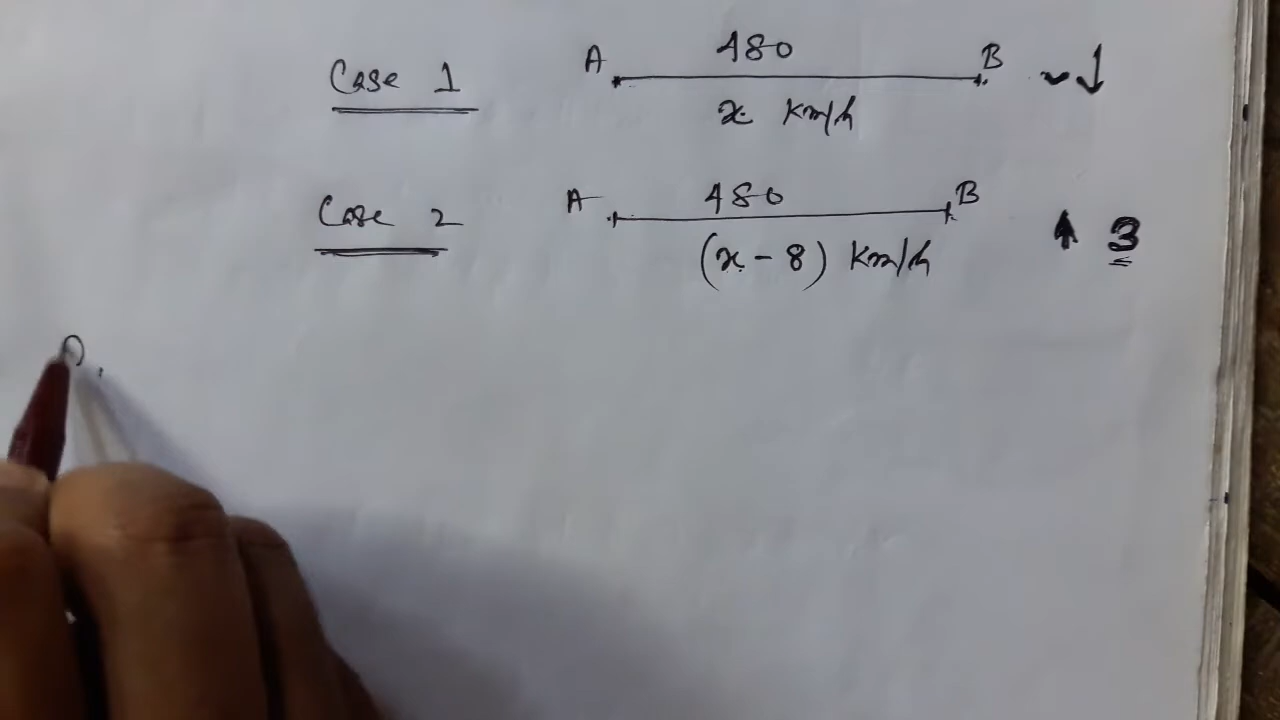 Case 1 A 480 B ↓
x km/h
Case 2 A 480 B ↑ 3
(x - 8) km/h